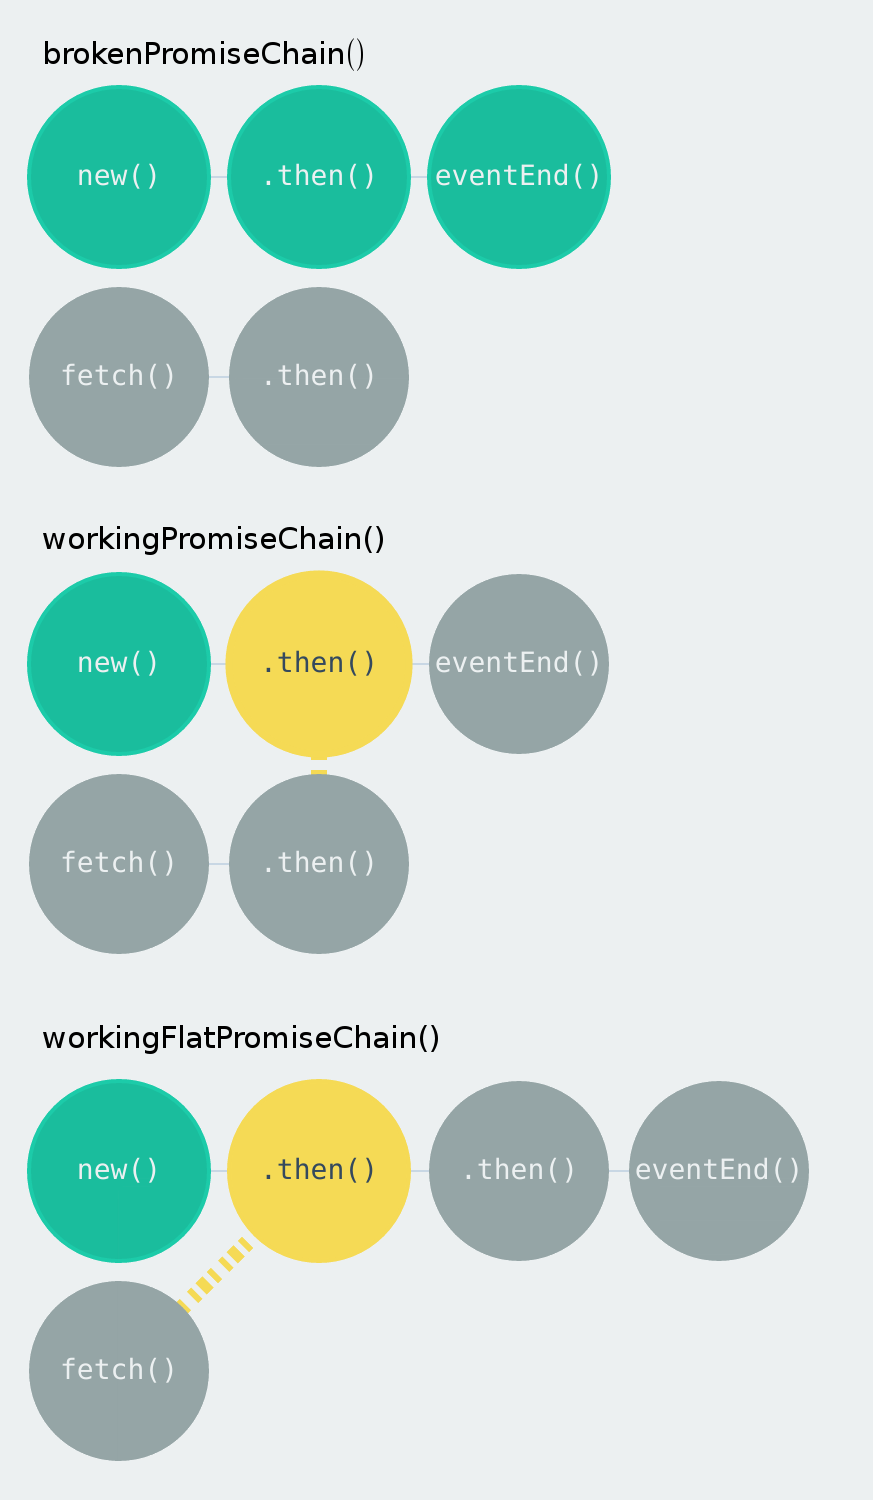 brokenPromiseChain()
new() .then() eventEnd()
fetch() .then()
workingPromiseChain()
new() .then() eventEnd()
fetch() .then()
workingFlatPromiseChain()
new() .then() .then() eventEnd()
fetch()